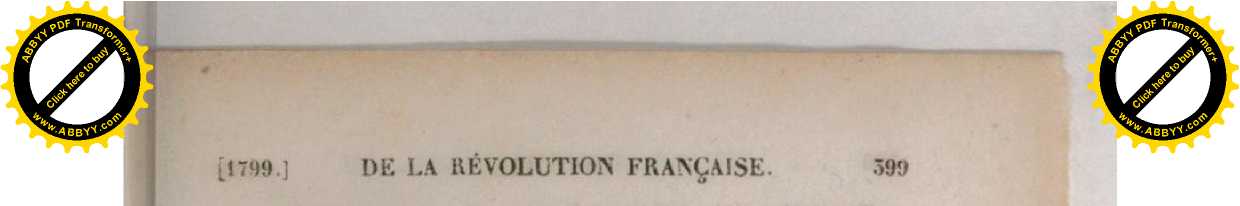 ABBYY PDF Transformer+
Click here to buy
www.ABBYY.com
[1799.] DE LA RÉVOLUTION FRANÇAISE. 399
ABBYY PDF Transformer+
Click here to buy
www.ABBYY.com